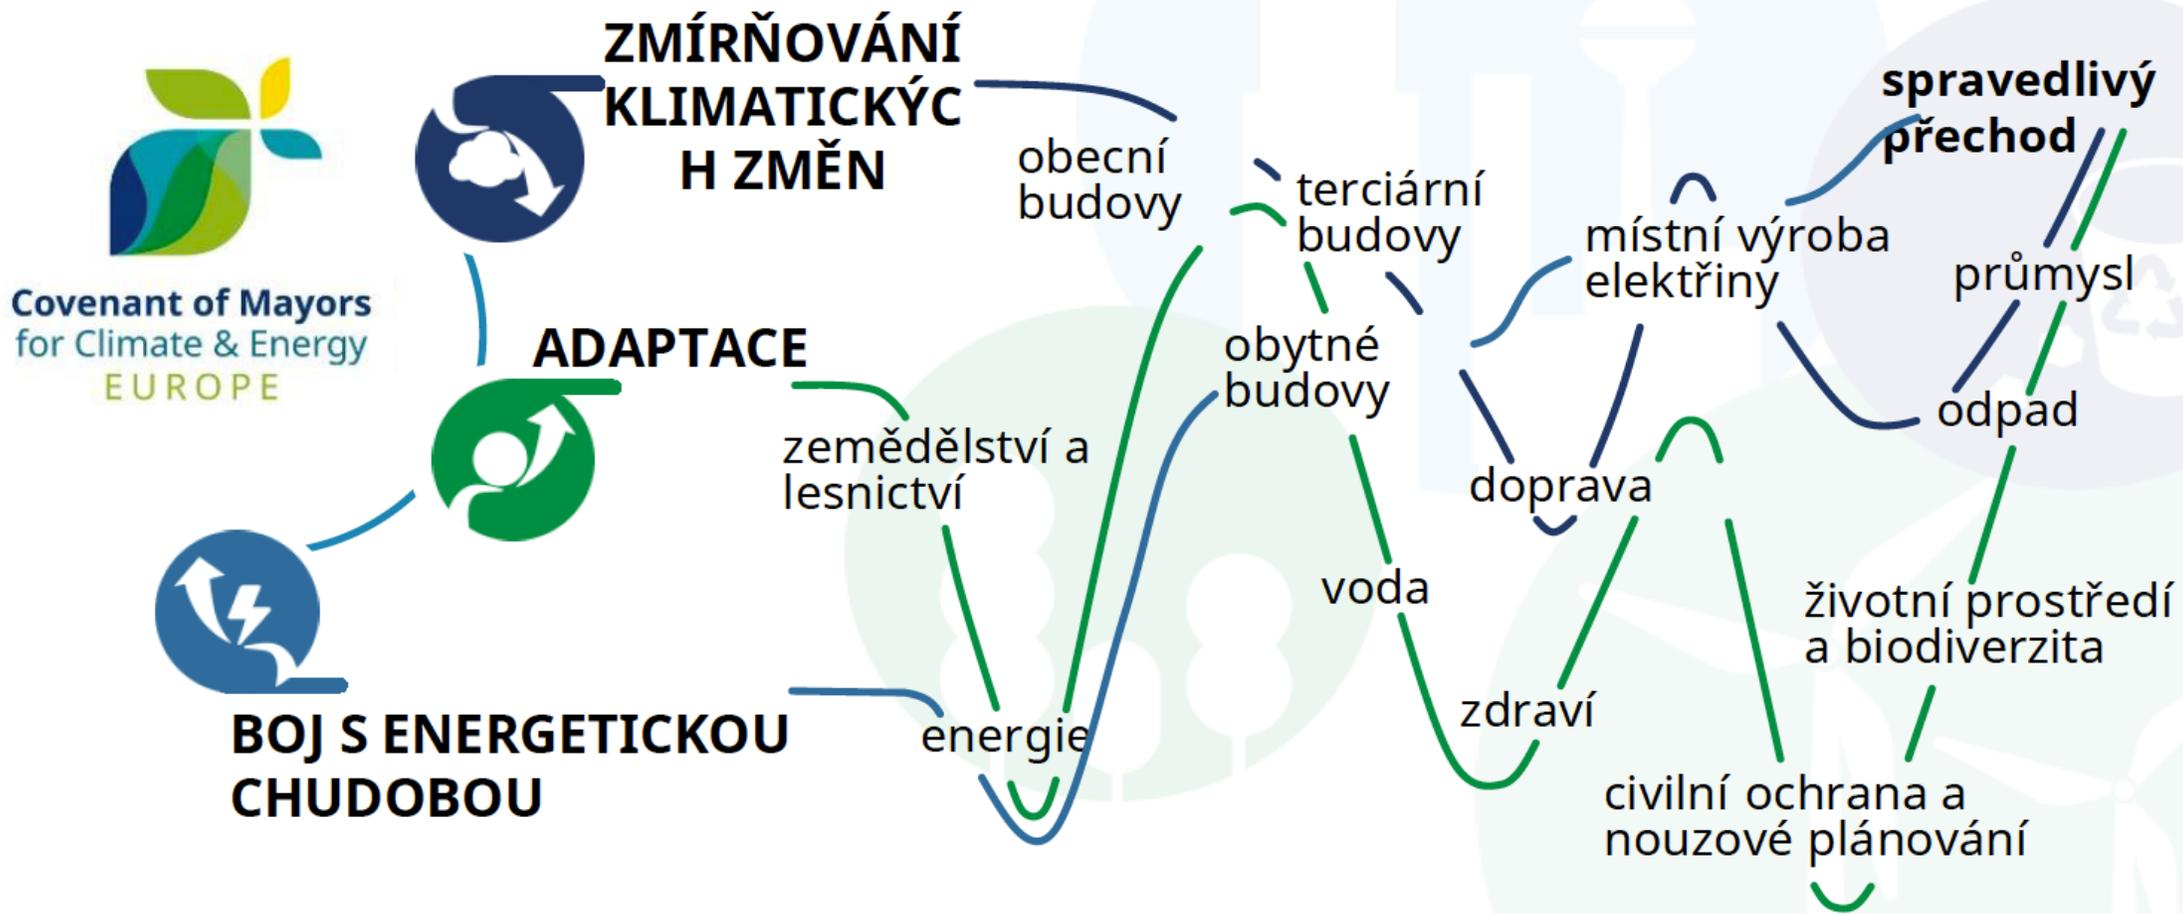 Covenant of Mayors
for Climate & Energy
EUROPE
ZMÍRŇOVÁNÍ
KLIMATICKÝC
H ZMĚN
ADAPTACE
BOJ S ENERGETICKOU
CHUDOBOU
obecní
budovy
terciární
budovy
zemědělství a
lesnictví
energie
obytné
budovy
místní výroba
elektřiny
doprava
voda
zdraví
spravedlivý
přechod
průmysl
odpad
životní prostředí
a biodiverzita
civilní ochrana a
nouzové plánování